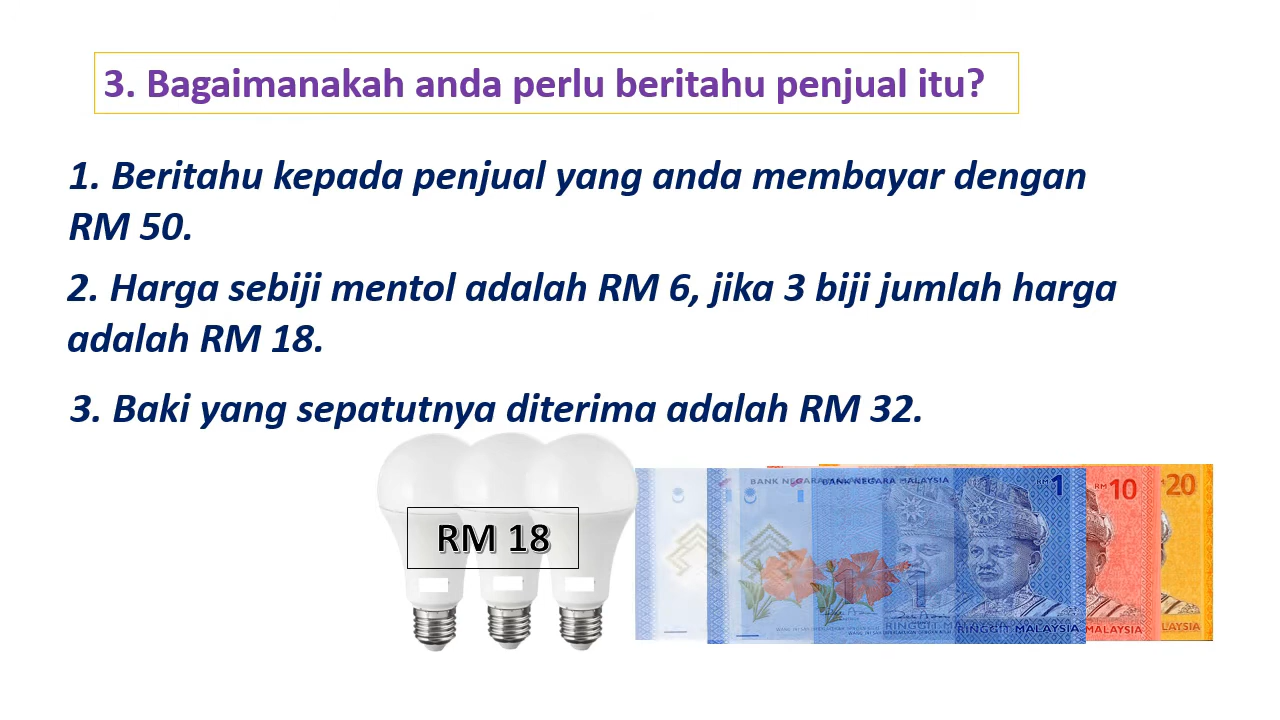 3. Bagaimanakah anda perlu beritahu penjual itu?
1. Beritahu kepada penjual yang anda membayar dengan
RM 50.
2. Harga sebiji mentol adalah RM 6, jika 3 biji jumlah harga
adalah RM 18.
3. Baki yang sepatutnya diterima adalah RM 32.
RM 18
BANK NEGARA MALAYSIA
RM 1
RM 10
20
RINGGIT MALAYSIA
MALAYSIA